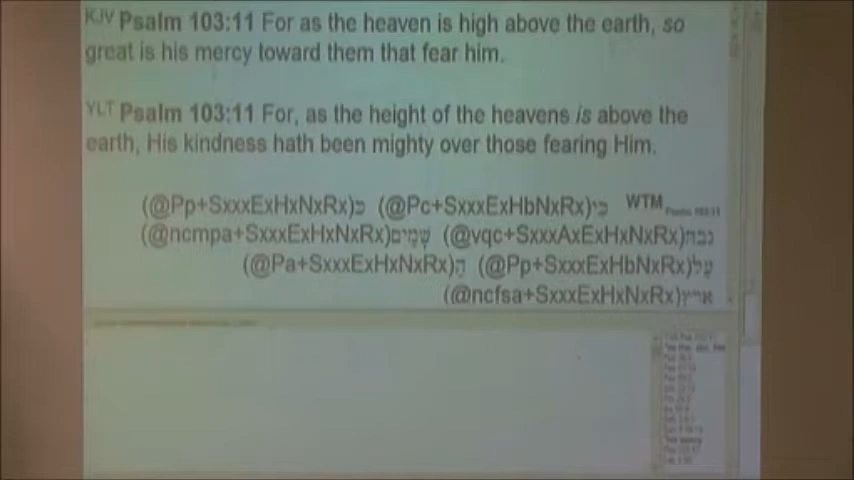 KJV Psalm 103:11 For as the heaven is high above the earth, so
great is his mercy toward them that fear him.
YLT Psalm 103:11 For, as the height of the heavens is above the
earth, His kindness hath been mighty over those fearing Him.
WTM כִּי(@Pc+SxxxExHbNxRx) כ(@Pp+SxxxExHxNxRx)
גבה(@vqc+SxxxAxExHxNxRx) שָׁמַיִם(@ncmpa+SxxxExHxNxRx)
עַל(@Pp+SxxxExHbNxRx) הַ(@Pa+SxxxExHxNxRx)
ארץ(@ncfsa+SxxxExHxNxRx)